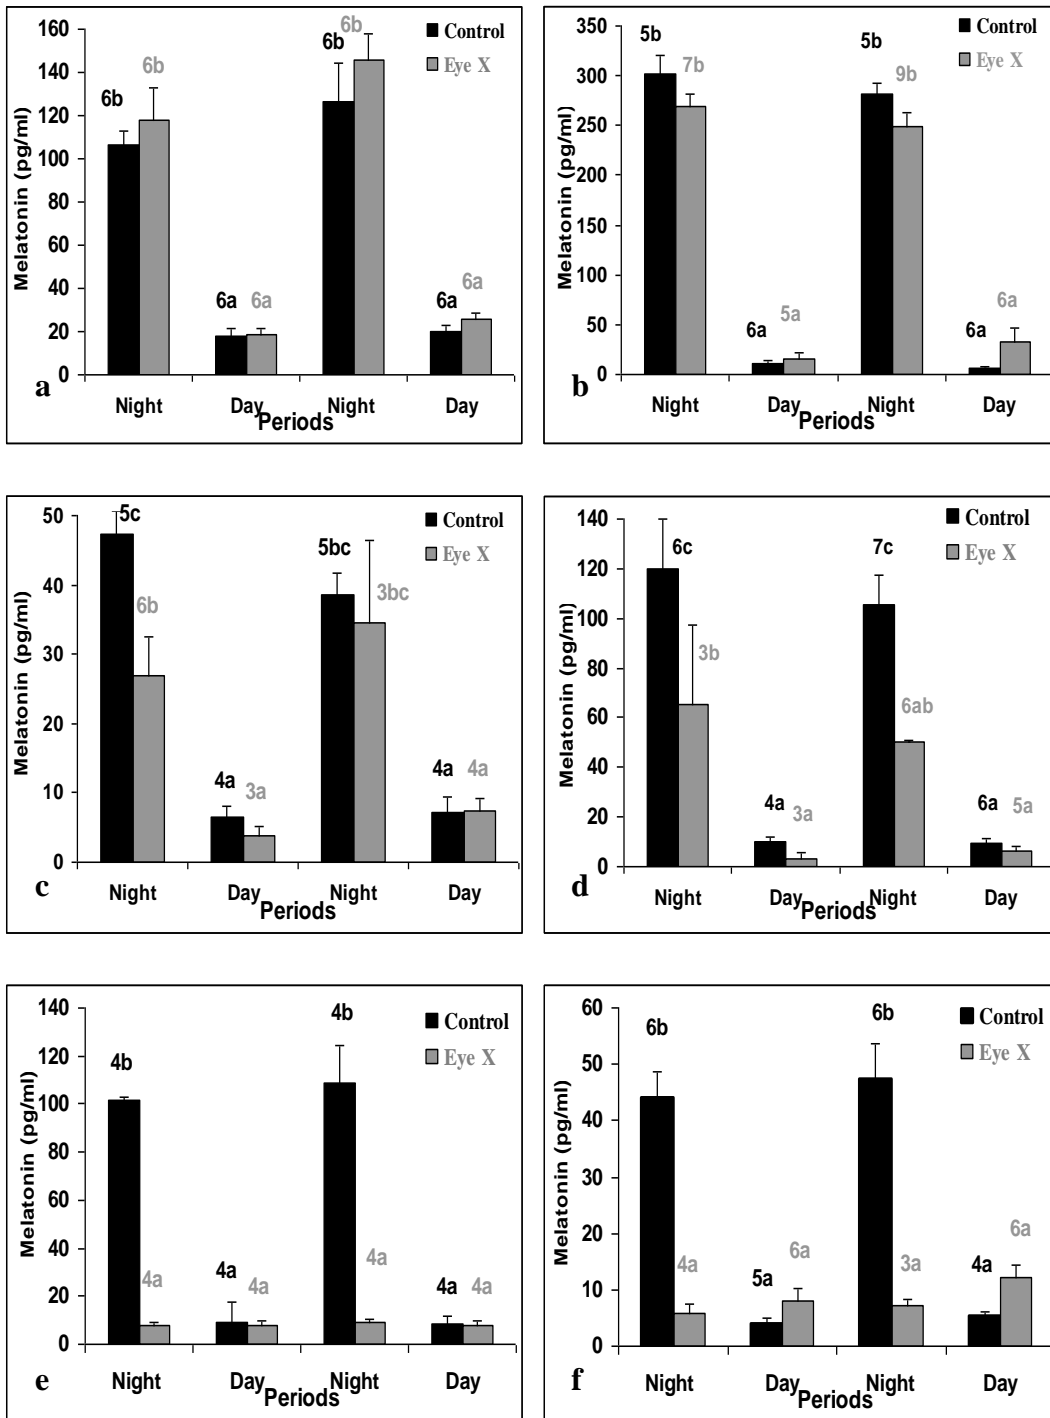 160
140
120
100
80
60
40
20
0
Melatonin (pg/ml)
Control
Eye X
6b
6b
6a
6a
6b
6b
6a
6a
Night
Day
Night
Day
Periods
a
350
300
250
200
150
100
50
0
Melatonin (pg/ml)
Control
Eye X
5b
7b
6a
5a
5b
9b
6a
6a
Night
Day
Night
Day
Periods
b
50
40
30
20
10
0
Melatonin (pg/ml)
Control
Eye X
5c
6b
4a
3a
5bc
3bc
4a
4a
Night
Day
Night
Day
Periods
c
140
120
100
80
60
40
20
0
Melatonin (pg/ml)
Control
Eye X
6c
3b
4a
3a
7c
6ab
6a
5a
Night
Day
Night
Day
Periods
d
140
120
100
80
60
40
20
0
Melatonin (pg/ml)
Control
Eye X
4b
4a
4a
4a
4b
4a
4a
4a
Night
Day
Night
Day
Periods
e
60
50
40
30
20
10
0
Melatonin (pg/ml)
Control
Eye X
6b
4a
5a
6a
6b
3a
4a
6a
Night
Day
Night
Day
Periods
f